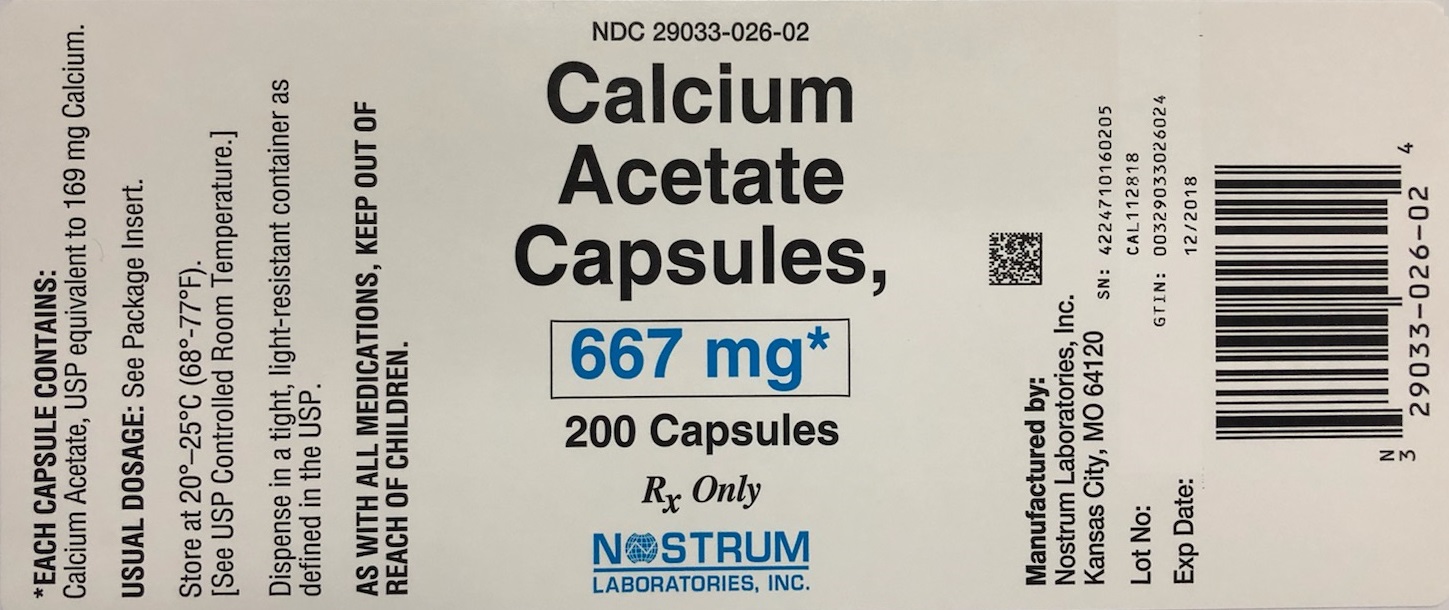 *EACH CAPSULE CONTAINS:
Calcium Acetate, USP equivalent to 169 mg Calcium.
USUAL DOSAGE: See Package Insert.
Store at 20°–25°C (68°-77°F).
[See USP Controlled Room Temperature.]
Dispense in a tight, light-resistant container as
defined in the USP.
AS WITH ALL MEDICATIONS, KEEP OUT OF
REACH OF CHILDREN.
NDC 29033-026-02
Calcium
Acetate
Capsules,
667 mg*
200 Capsules
Rx Only
NOSTRUM
LABORATORIES, INC.
Manufactured by:
Nostrum Laboratories, Inc.
Kansas City, MO 64120
SN: 4224710160205
Lot No: CAL112818
GTIN: 00329033026024
Exp Date: 12/2018
N
3 29033-026-02 4